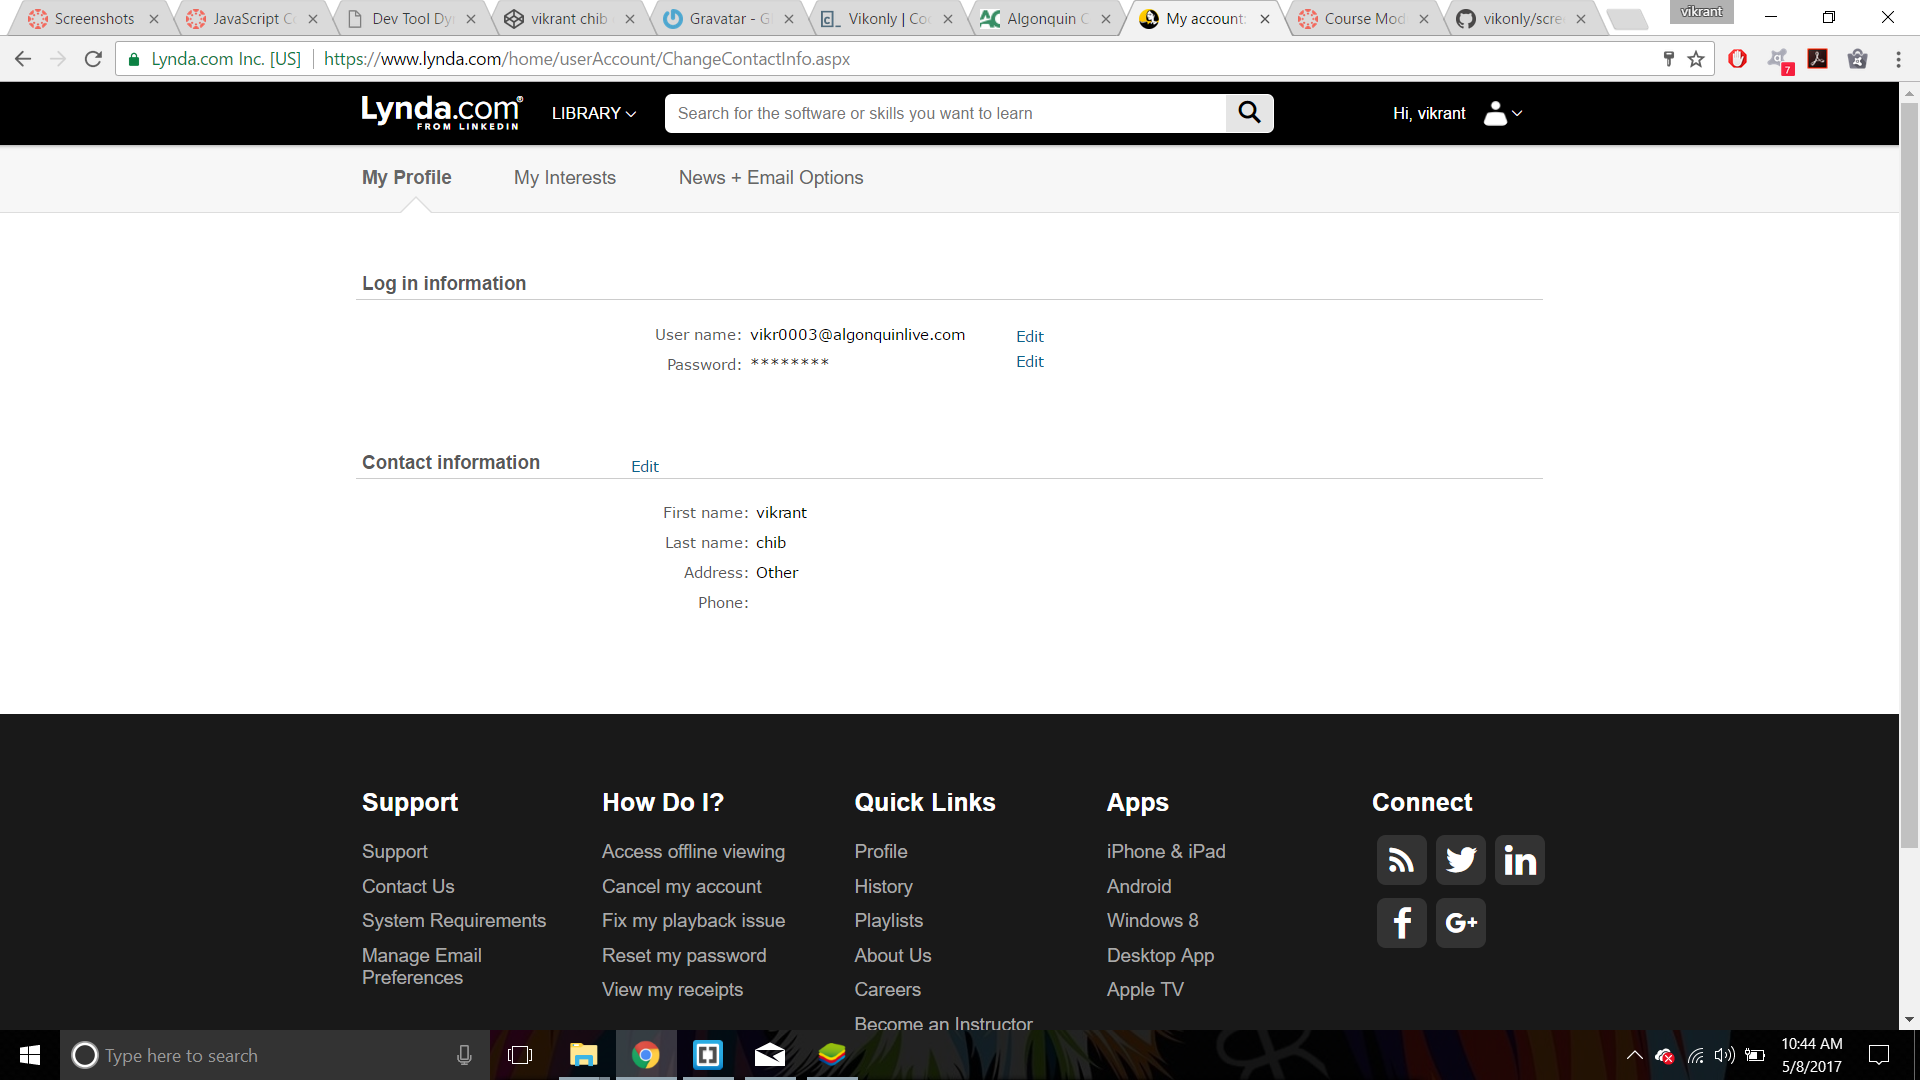 Screenshots
JavaScript C
Dev Tool Dy
vikrant chib
Gravatar - G
Vikonly | Co
Algonquin C
My account
Course Mod
vikonly/scre
vikrant
Lynda.com Inc. [US]
https://www.lynda.com/home/userAccount/ChangeContactInfo.aspx
7
Lynda.com®
FROM LINKEDIN
LIBRARY
Search for the software or skills you want to learn
Hi, vikrant
My Profile
My Interests
News + Email Options
Log in information
User name: vikr0003@algonquinlive.com Edit
Password: ******** Edit
Contact information Edit
First name: vikrant
Last name: chib
Address: Other
Phone:
Support
Support
Contact Us
System Requirements
Manage Email
Preferences
How Do I?
Access offline viewing
Cancel my account
Fix my playback issue
Reset my password
View my receipts
Quick Links
Profile
History
Playlists
About Us
Careers
Become an Instructor
Apps
iPhone & iPad
Android
Windows 8
Desktop App
Apple TV
Connect
in
f
G+
Type here to search
10:44 AM
5/8/2017